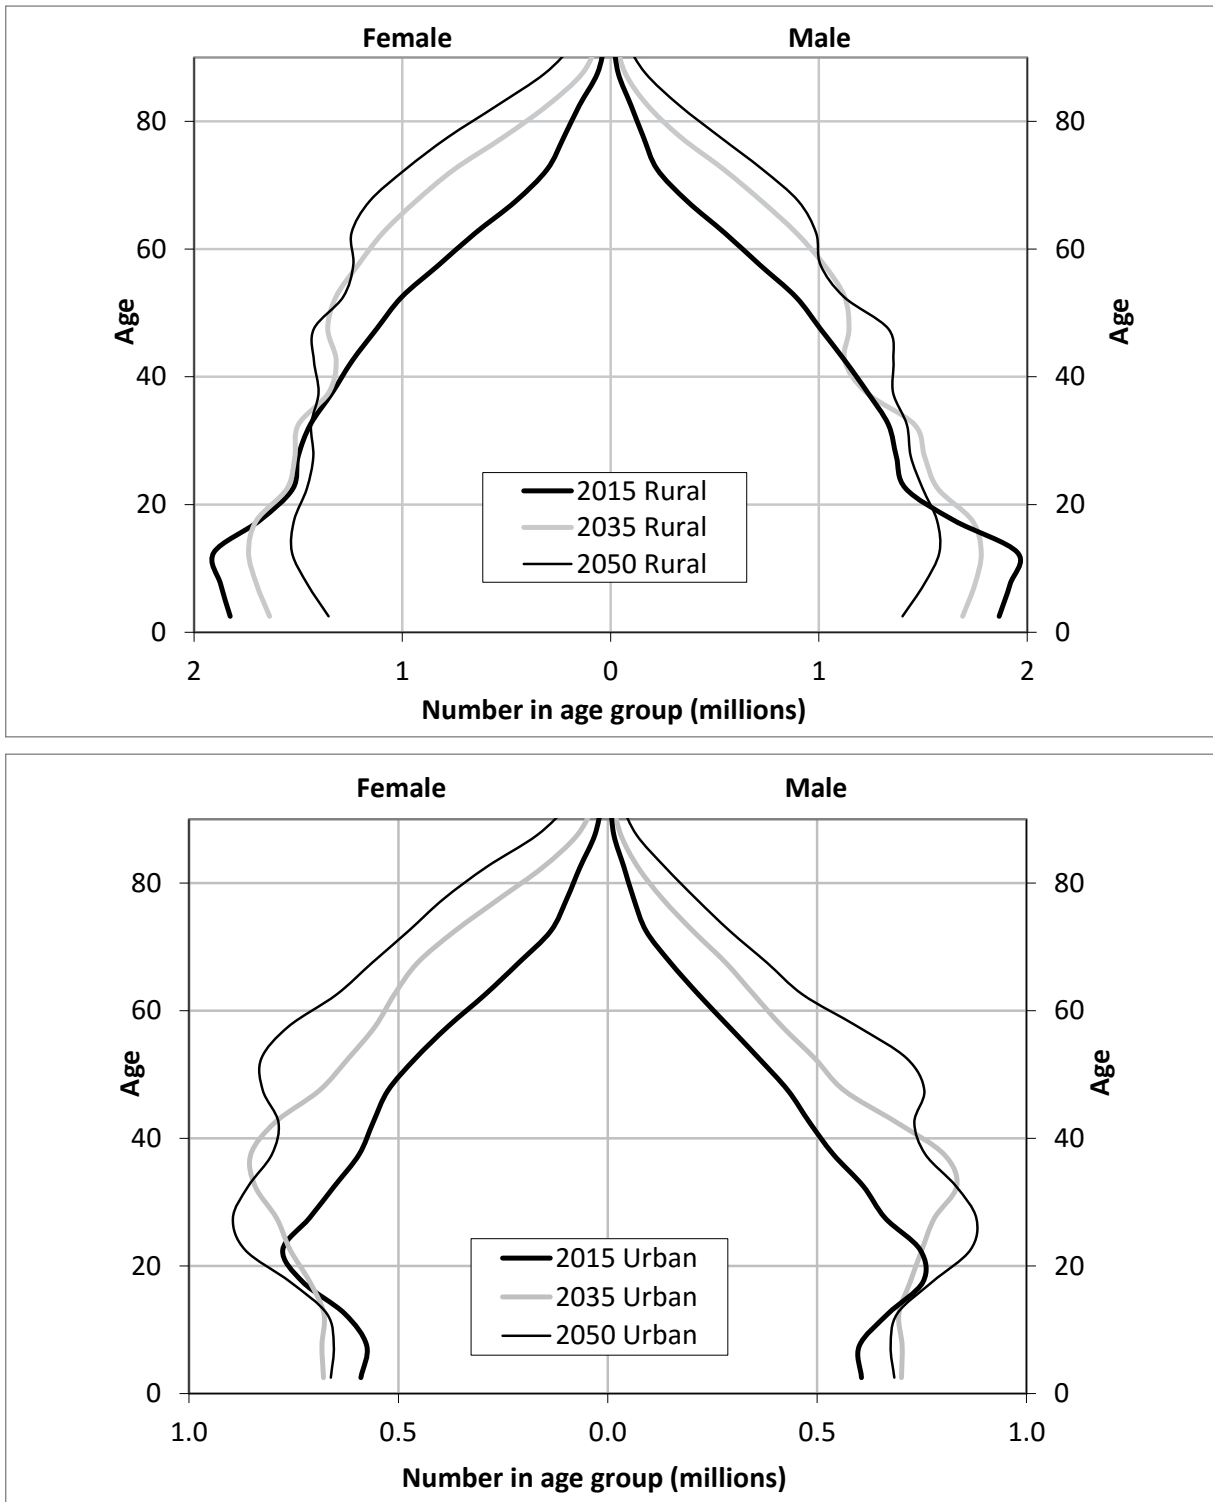 Female Male
80 80
60 60
Age Age
40 40
2015 Rural
20 20
2035 Rural
2050 Rural
0 0
2 1 0 1 2
Number in age group (millions)
Female Male
80 80
60 60
Age Age
40 40
20 20
2015 Urban
2035 Urban
2050 Urban
0 0
1.0 0.5 0.0 0.5 1.0
Number in age group (millions)